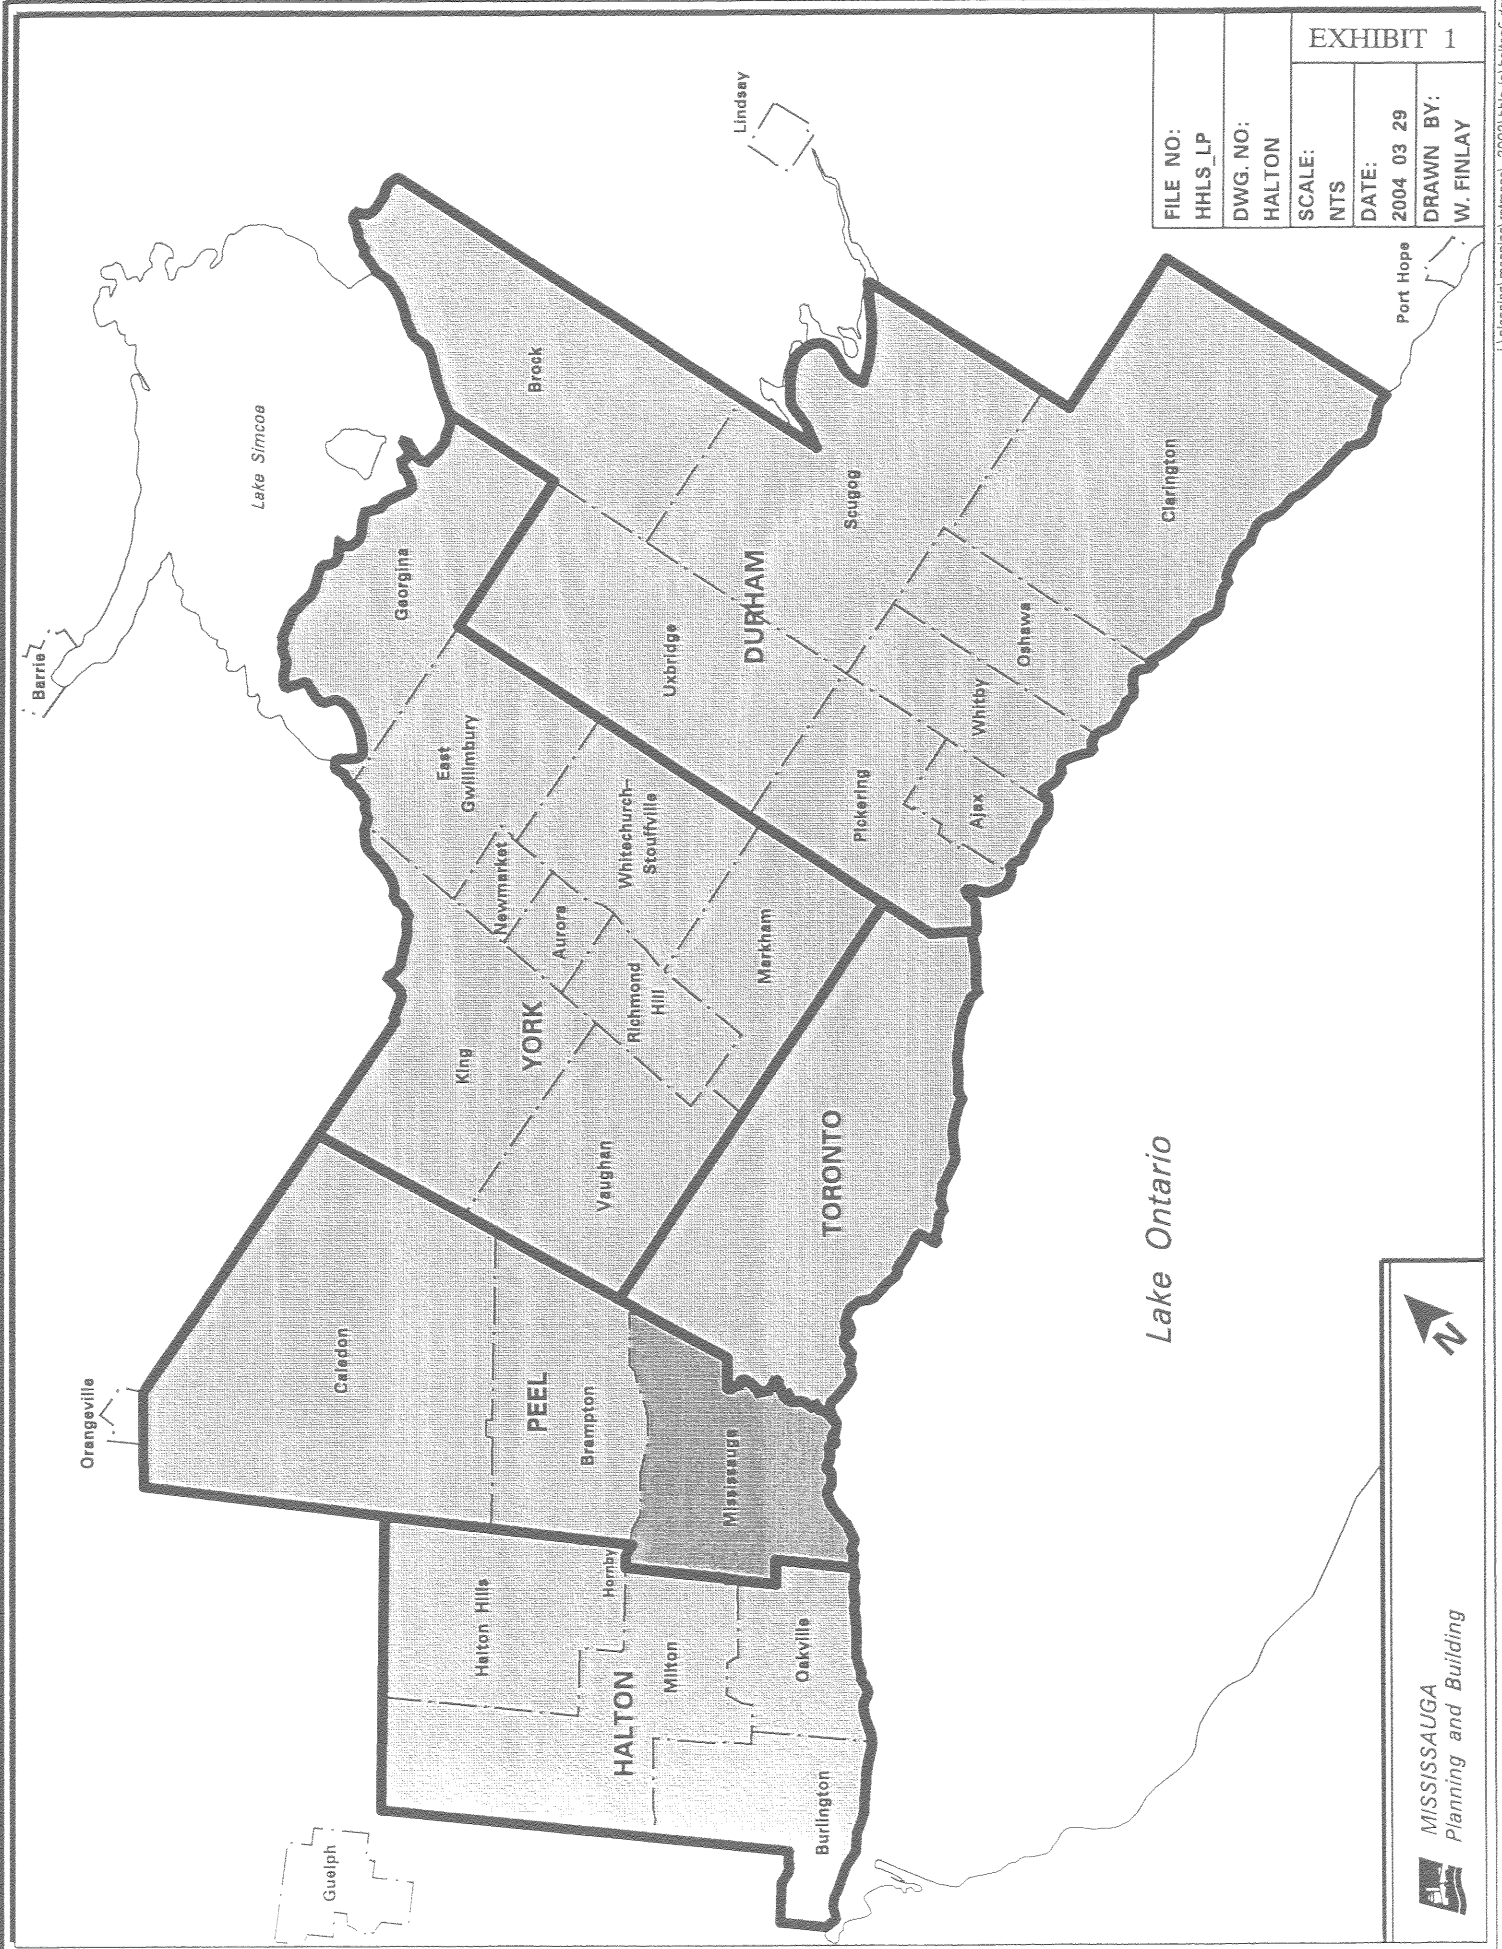 EXHIBIT 1
FILE NO:
HHLS_LP
DWG. NO:
HALTON
SCALE:
NTS
DATE:
2004 03 29
DRAWN BY:
W. FINLAY
Lindsay
Port Hope
Brock
Lake Simcoe
Georgina
Barrie
Scugog
Clarington
DURHAM
Uxbridge
Oshawa
Whitby
Pickering
Ajax
East
Gwillimbury
Whitechurch-
Stouffville
Newmarket
Aurora
Richmond
Hill
Markham
King
YORK
Vaughan
TORONTO
Lake Ontario
Orangeville
Caledon
PEEL
Brampton
Mississauga
Halton Hills
Hornby
HALTON
Milton
Oakville
Burlington
Guelph
N
MISSISSAUGA
Planning and Building